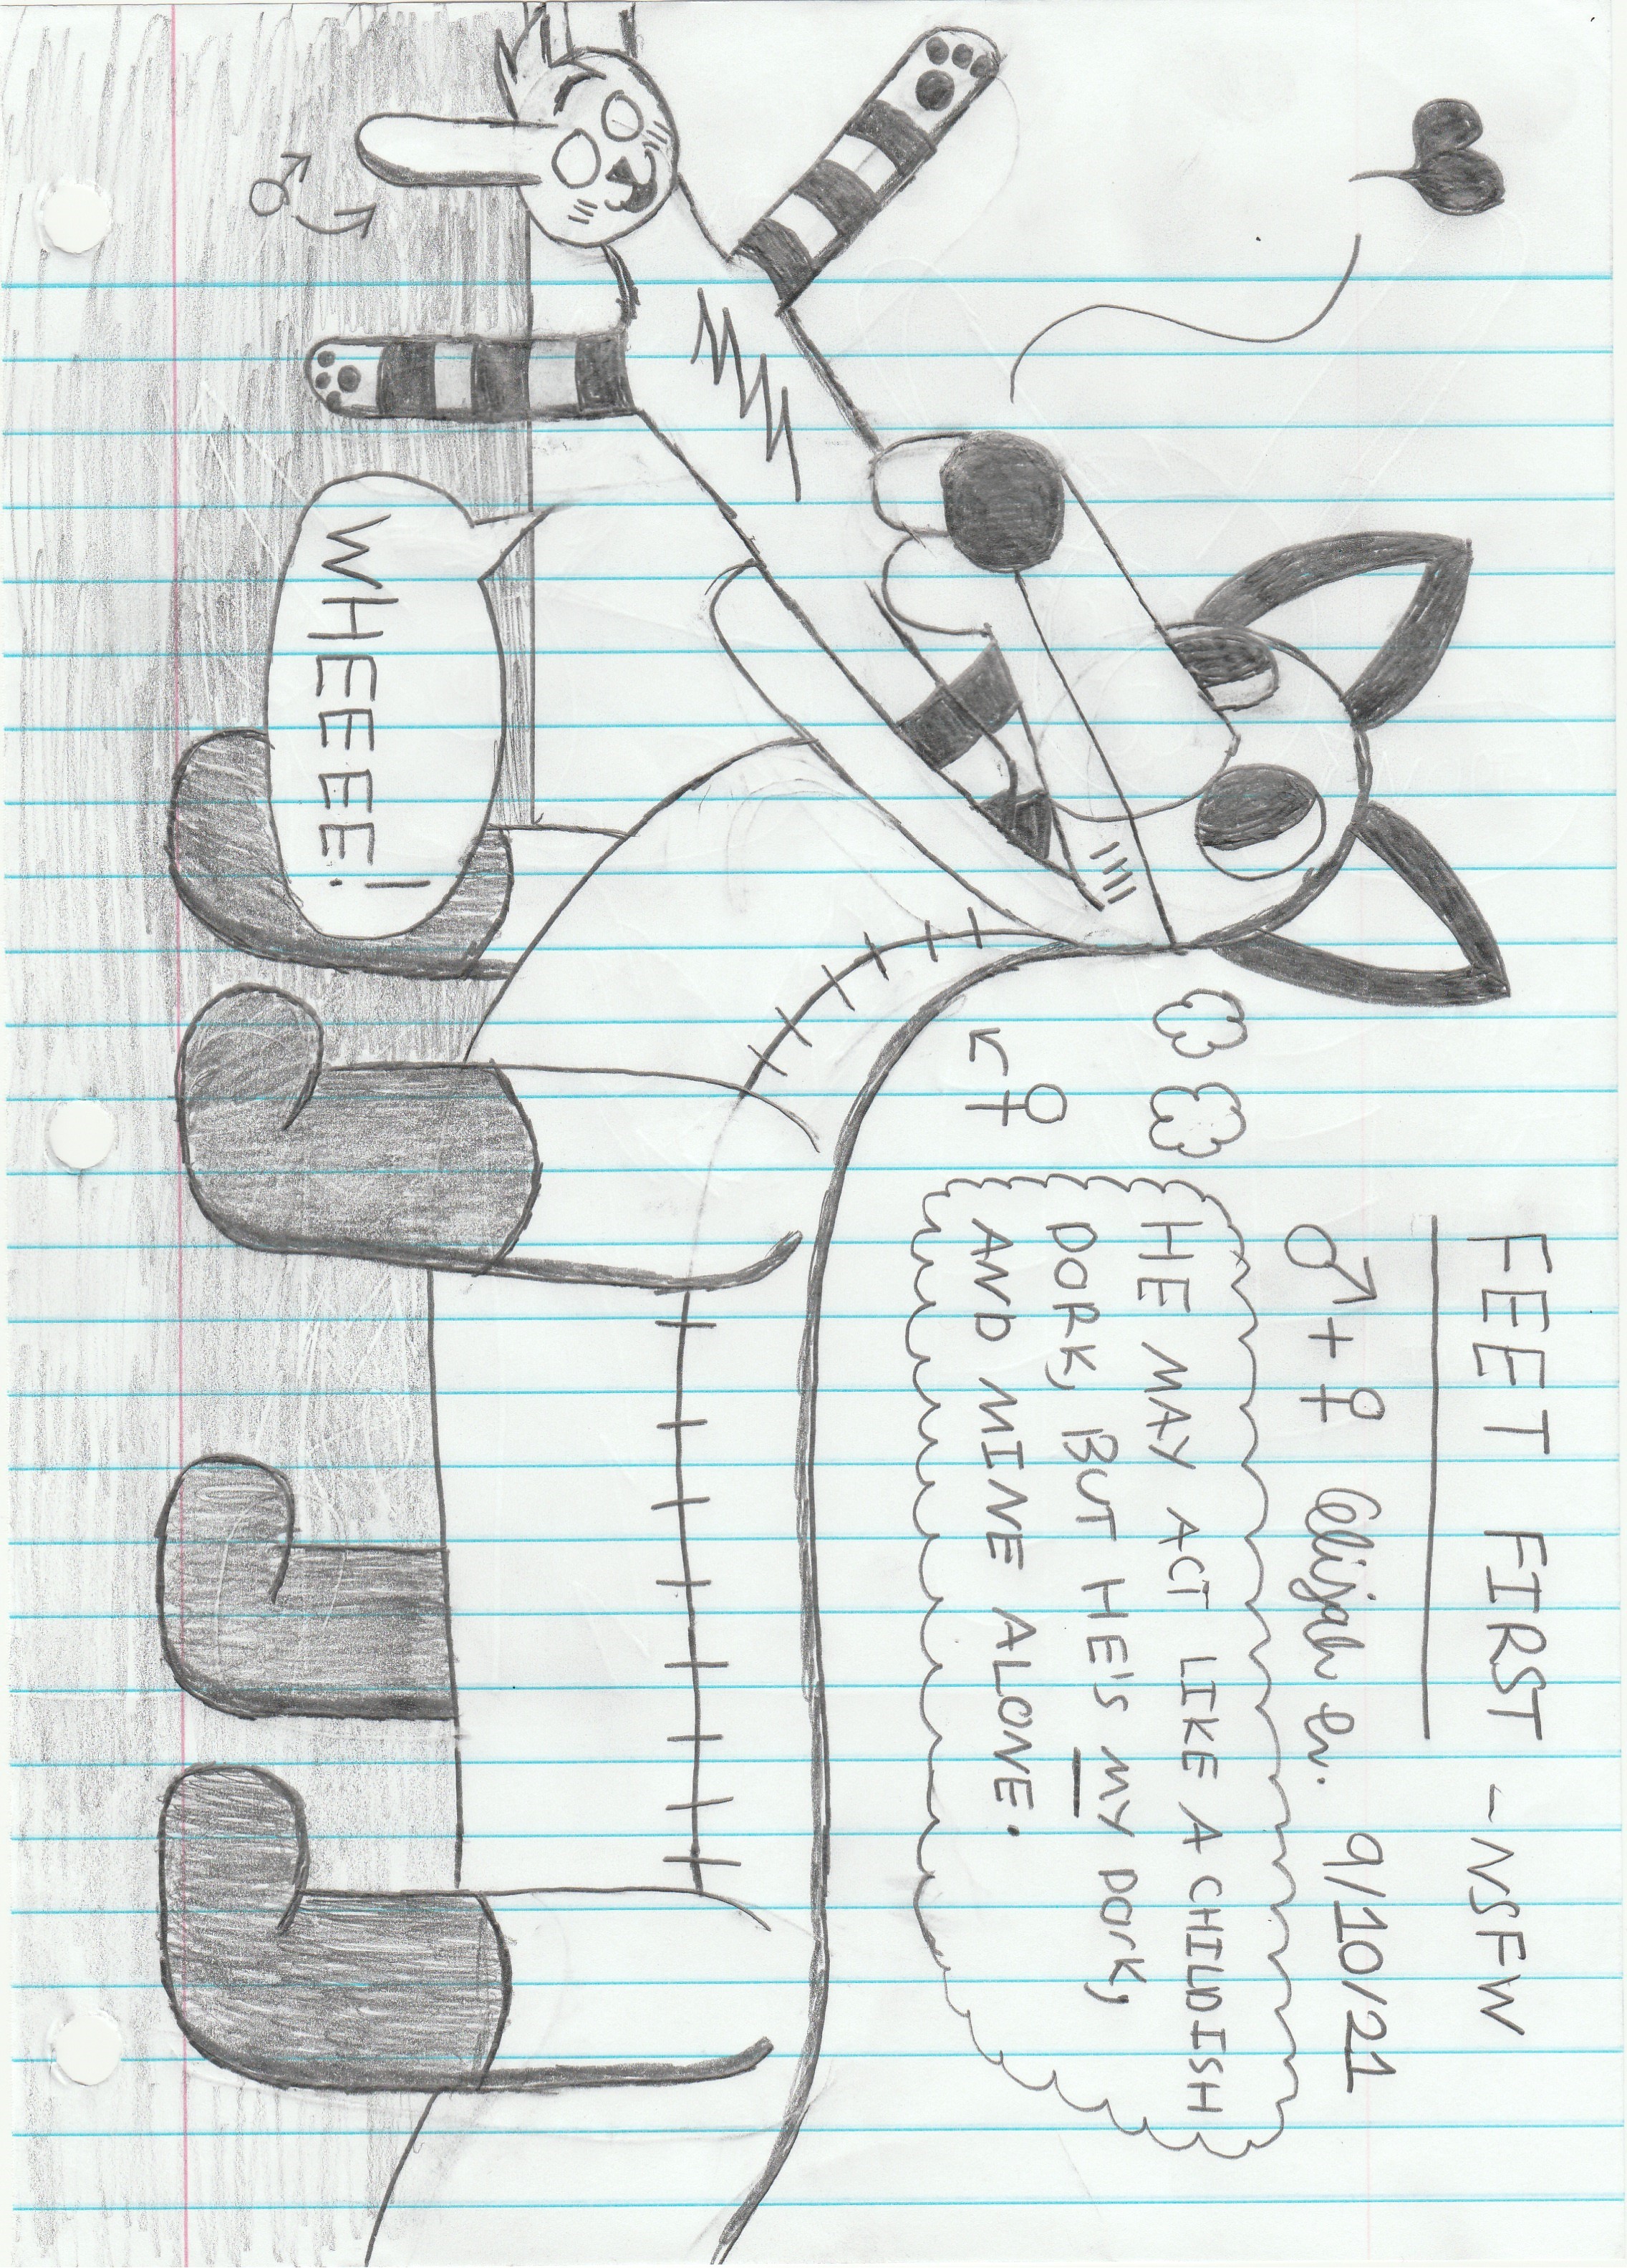 FEET FIRST -NSFW
♂ + ♀ Elijah er. 9/10/21
HE MAY ACT LIKE A CHILDISH
DORK, BUT HE'S MY DORK,
AND MINE ALONE.
♀
WHEEEE!
♂